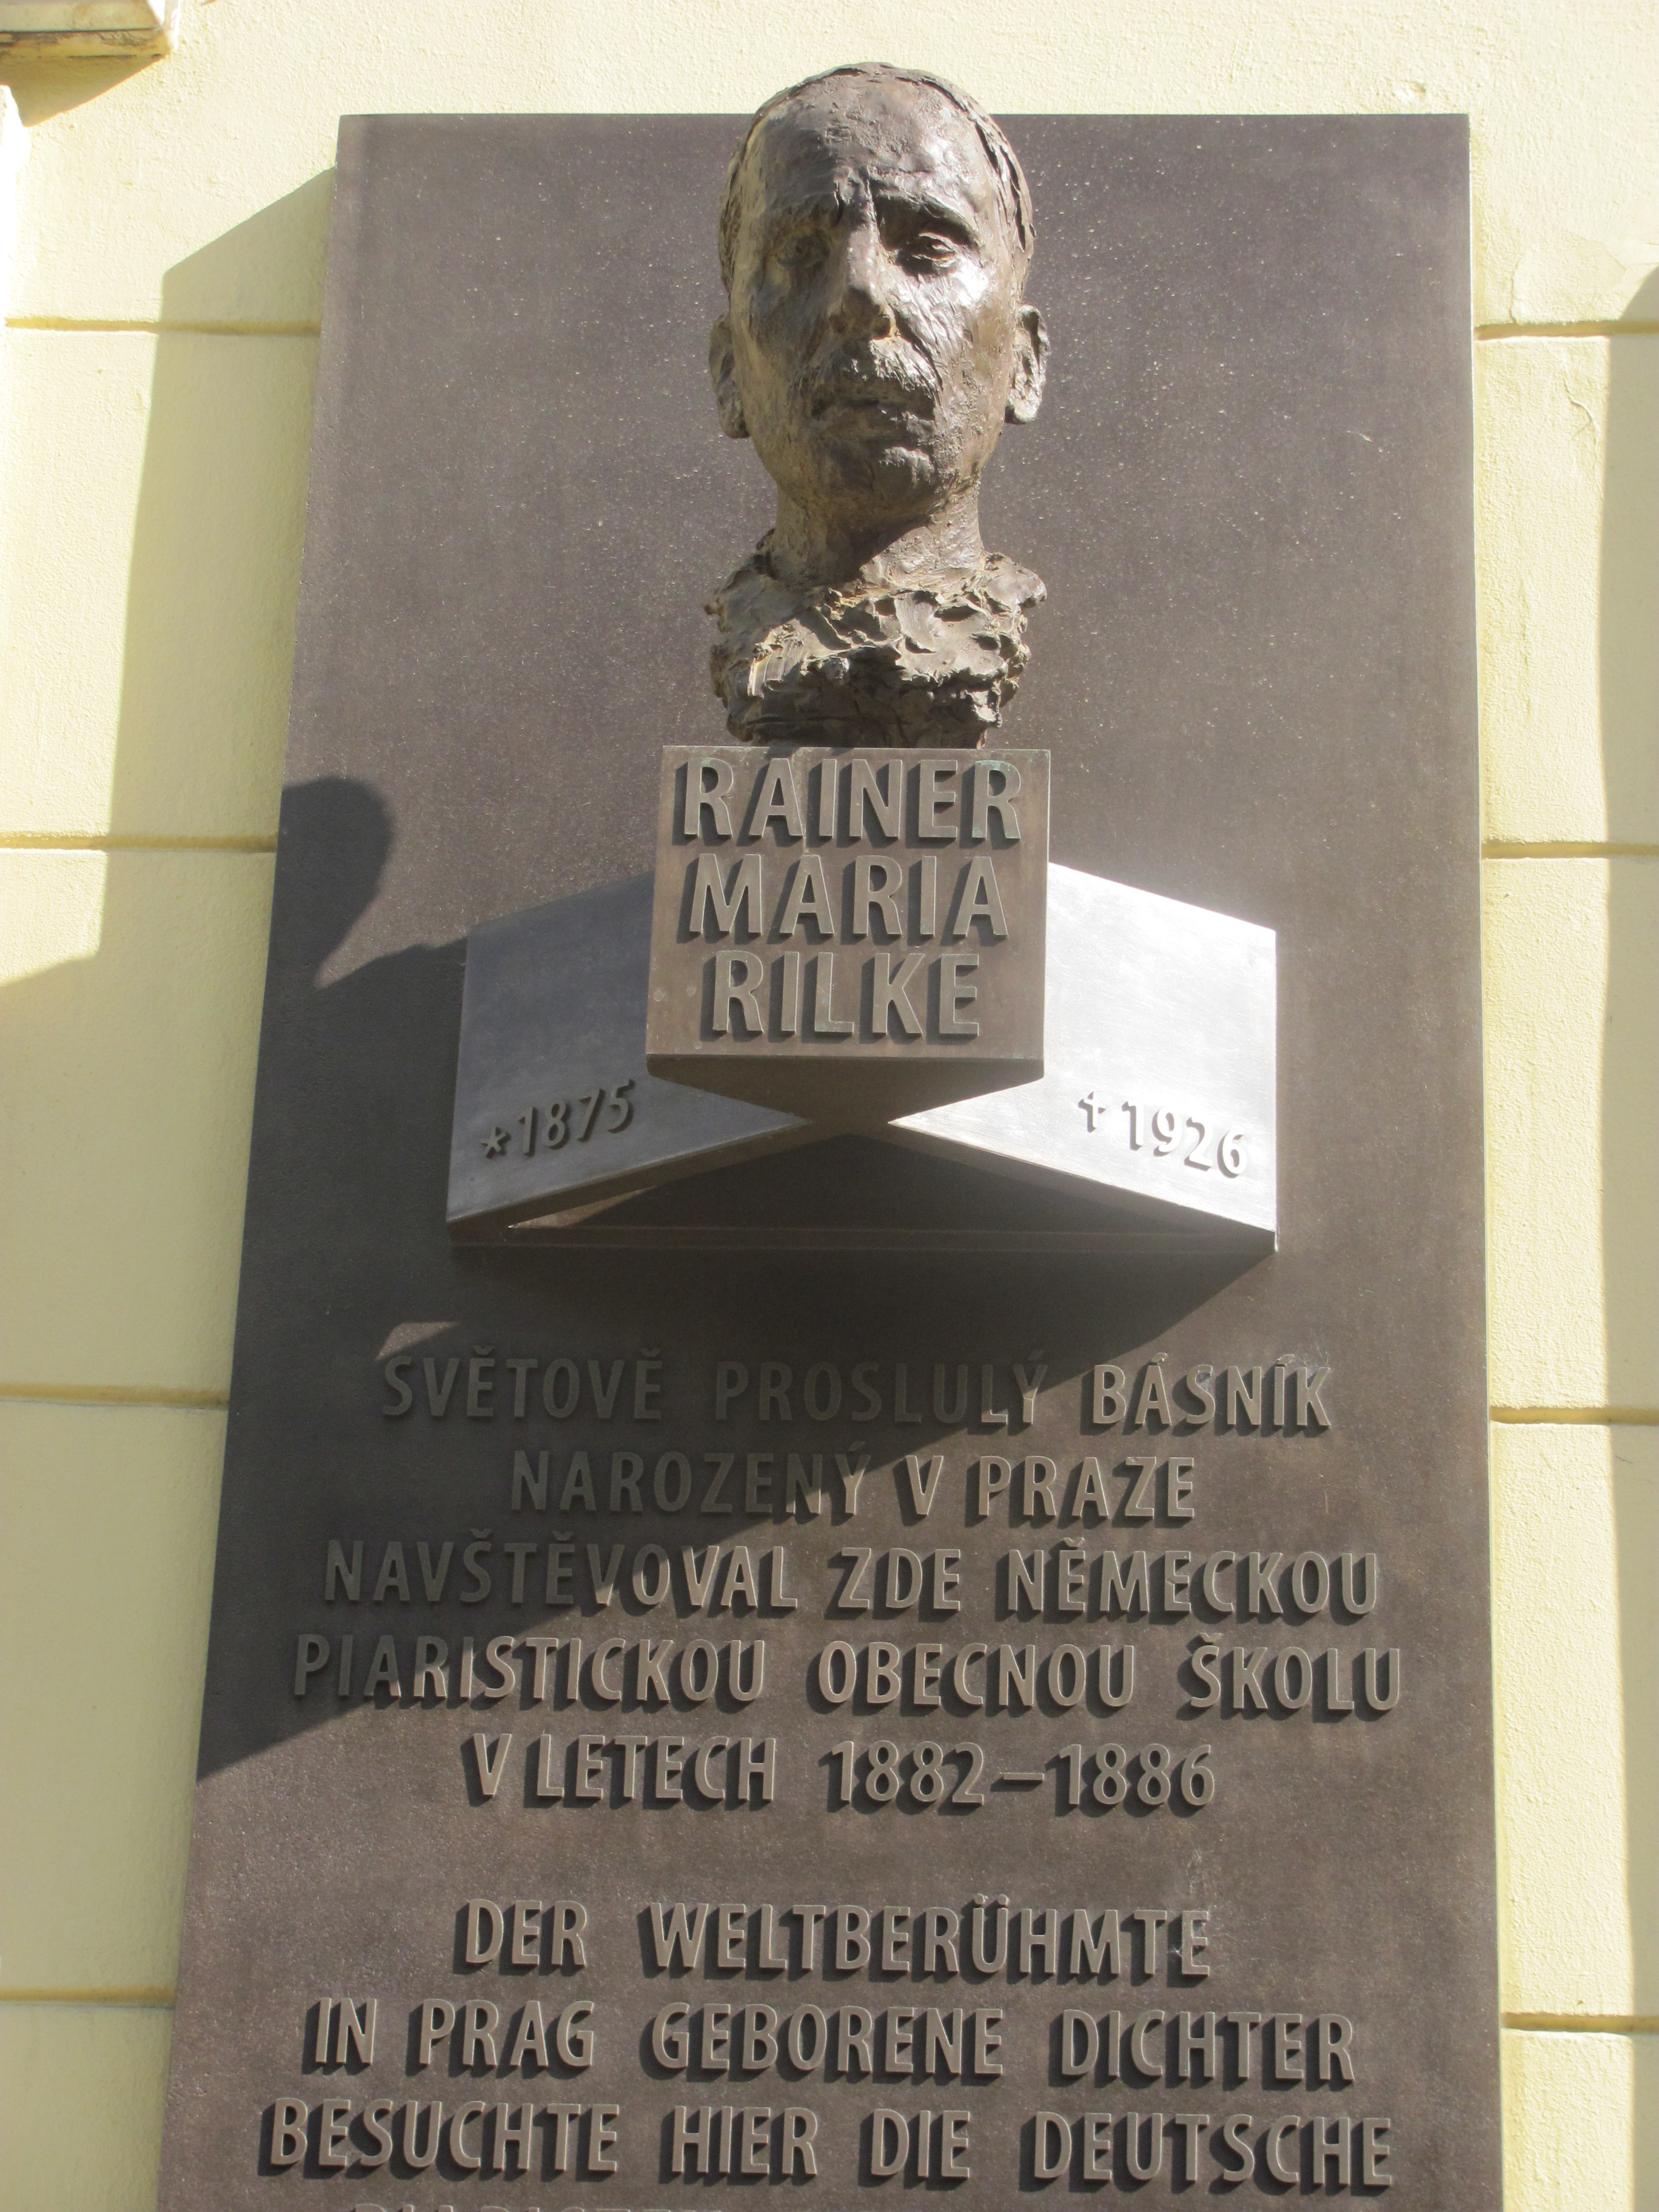 RAINER
MARIA
RILKE
*1875
✝1926
SVĚTOVĚ PROSLULÝ BÁSNÍK
NAROZENÝ V PRAZE
NAVŠTĚVOVAL ZDE NĚMECKOU
PIARISTICKOU OBECNOU ŠKOLU
V LETECH 1882–1886
DER WELTBERÜHMTE
IN PRAG GEBORENE DICHTER
BESUCHTE HIER DIE DEUTSCHE